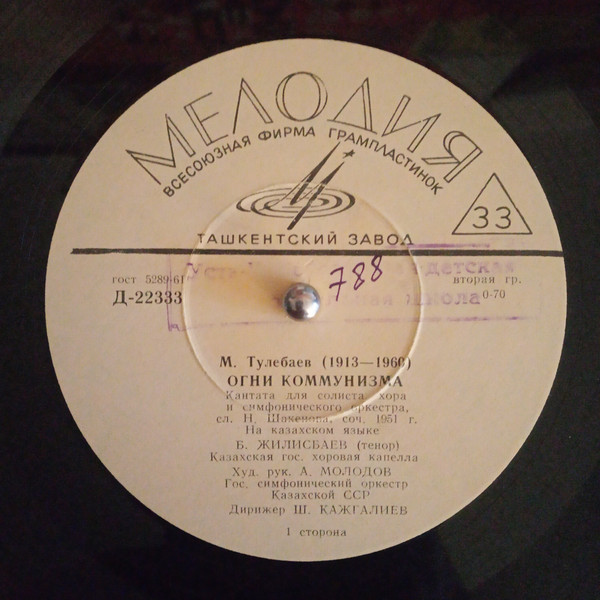 МЕЛОДИЯ
ВСЕСОЮЗНАЯ ФИРМА ГРАМПЛАСТИНОК
33
ТАШКЕНТСКИЙ ЗАВОД
гост 5289-61
Д-22333
788
детская
школа
вторая гр.
0-70
М. Тулебаев (1913—1960)
ОГНИ КОММУНИЗМА
Кантата для солиста, хора
и симфонического оркестра,
сл. Н. Шакенова, соч. 1951 г.
На казахском языке
Б. ЖИЛИСБАЕВ (тенор)
Казахская гос. хоровая капелла
Худ. рук. А. МОЛОДОВ
Гос. симфонический оркестр
Казахской ССР
Дирижер Ш. КАЖГАЛИЕВ
1 сторона